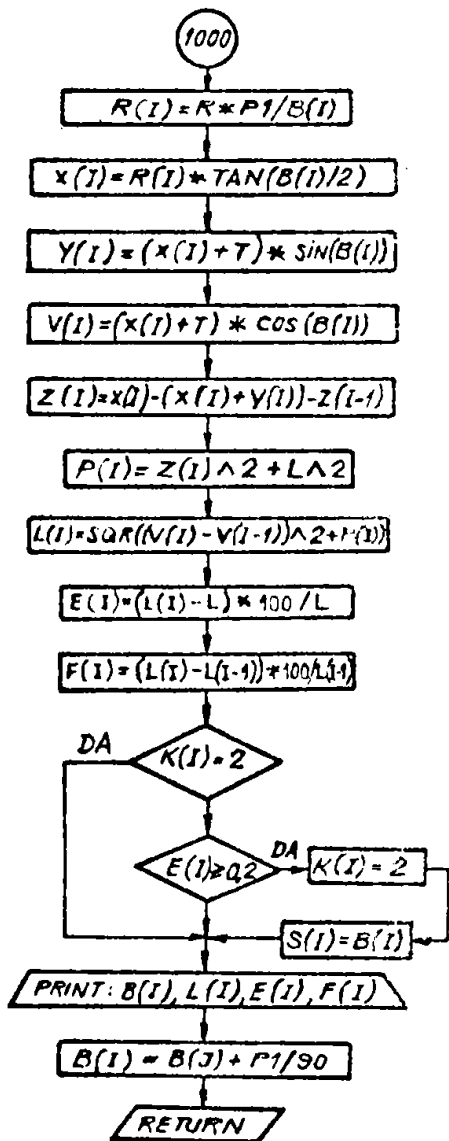 1000
R(I)=R*P1/B(I)
X(I)=R(I)*TAN(B(I)/2)
Y(I)=(X(I)+T)*SIN(B(I))
V(I)=(X(I)+T)*COS(B(I))
Z(I)=X(I)-(X(I)+Y(I))-Z(I-1)
P(I)=Z(I)∧2+L∧2
L(I)=SQR((V(I)-V(I-1))∧2+P(I))
E(I)=(L(I)-L)*100/L
F(I)=(L(I)-L(I-1))*100/L(I-1)
DA
K(I)=2
E(I)≥0,2
DA
K(I)=2
S(I)=B(I)
PRINT: B(I), L(I), E(I), F(I)
B(I)=B(J)+P1/90
RETURN